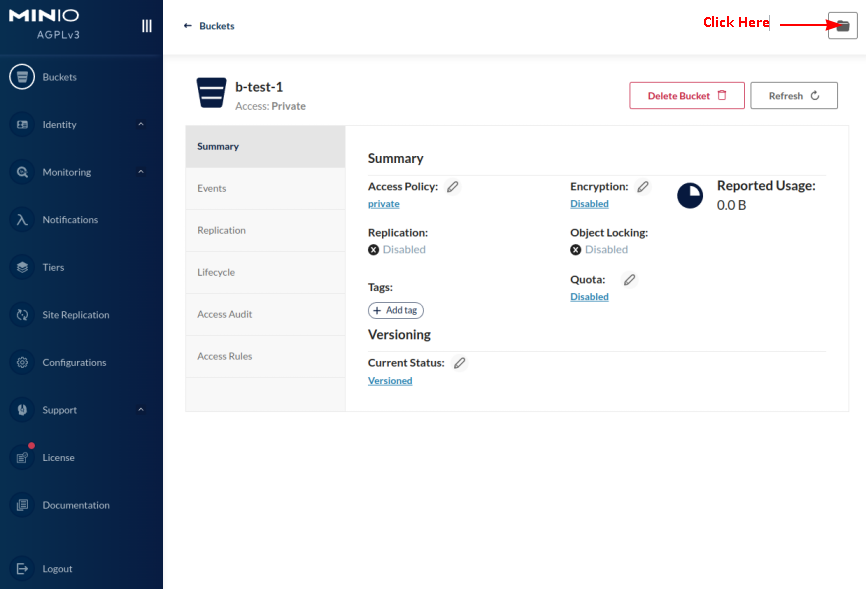 MINIO
AGPLv3
Buckets
Identity
Monitoring
Notifications
Tiers
Site Replication
Configurations
Support
License
Documentation
Logout
← Buckets
Click Here
b-test-1
Access: Private
Delete Bucket
Refresh
Summary
Events
Replication
Lifecycle
Access Audit
Access Rules
Summary
Access Policy:
private
Encryption:
Disabled
Reported Usage:
0.0 B
Replication:
Disabled
Object Locking:
Disabled
Tags:
+ Add tag
Quota:
Disabled
Versioning
Current Status:
Versioned